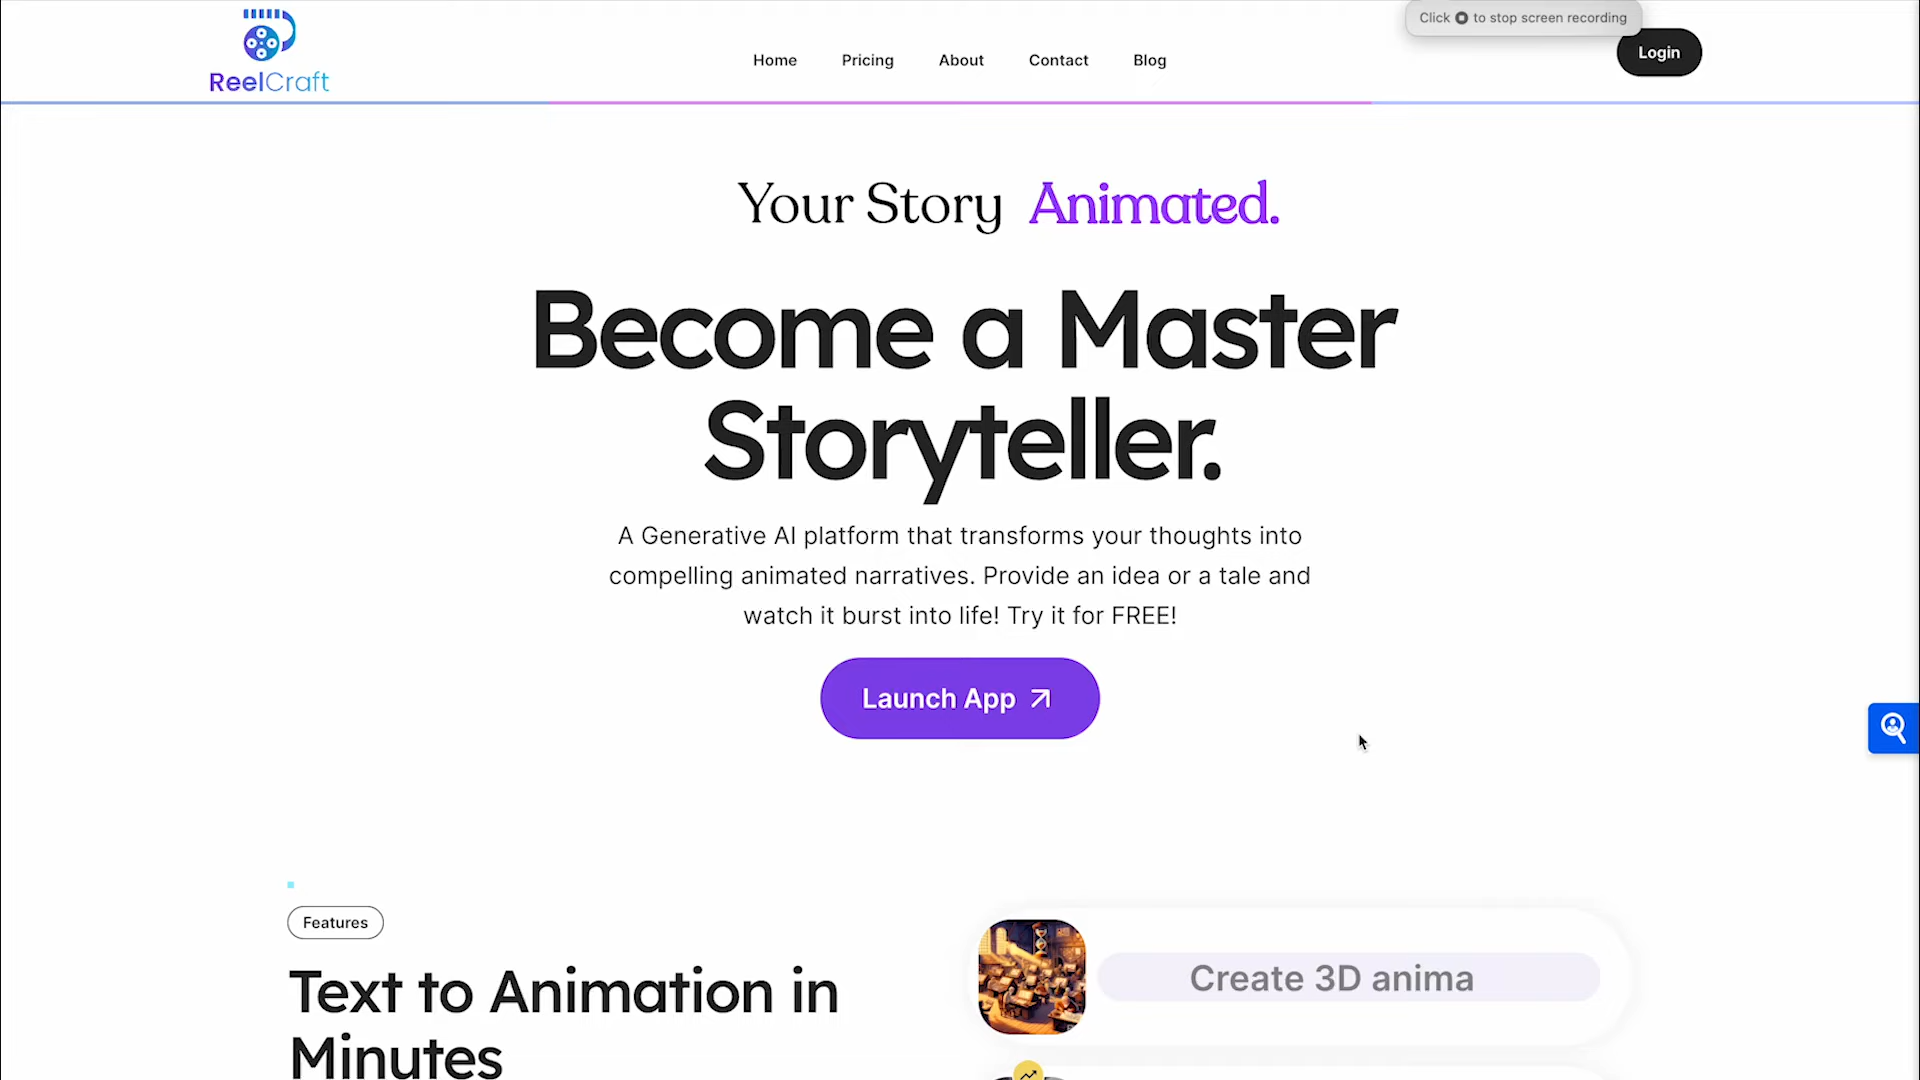 Click to stop screen recording
ReelCraft
Home Pricing About Contact Blog
Login
Your Story Animated.
Become a Master
Storyteller.
A Generative AI platform that transforms your thoughts into
compelling animated narratives. Provide an idea or a tale and
watch it burst into life! Try it for FREE!
Launch App
Features
Text to Animation in
Minutes
Create 3D anima